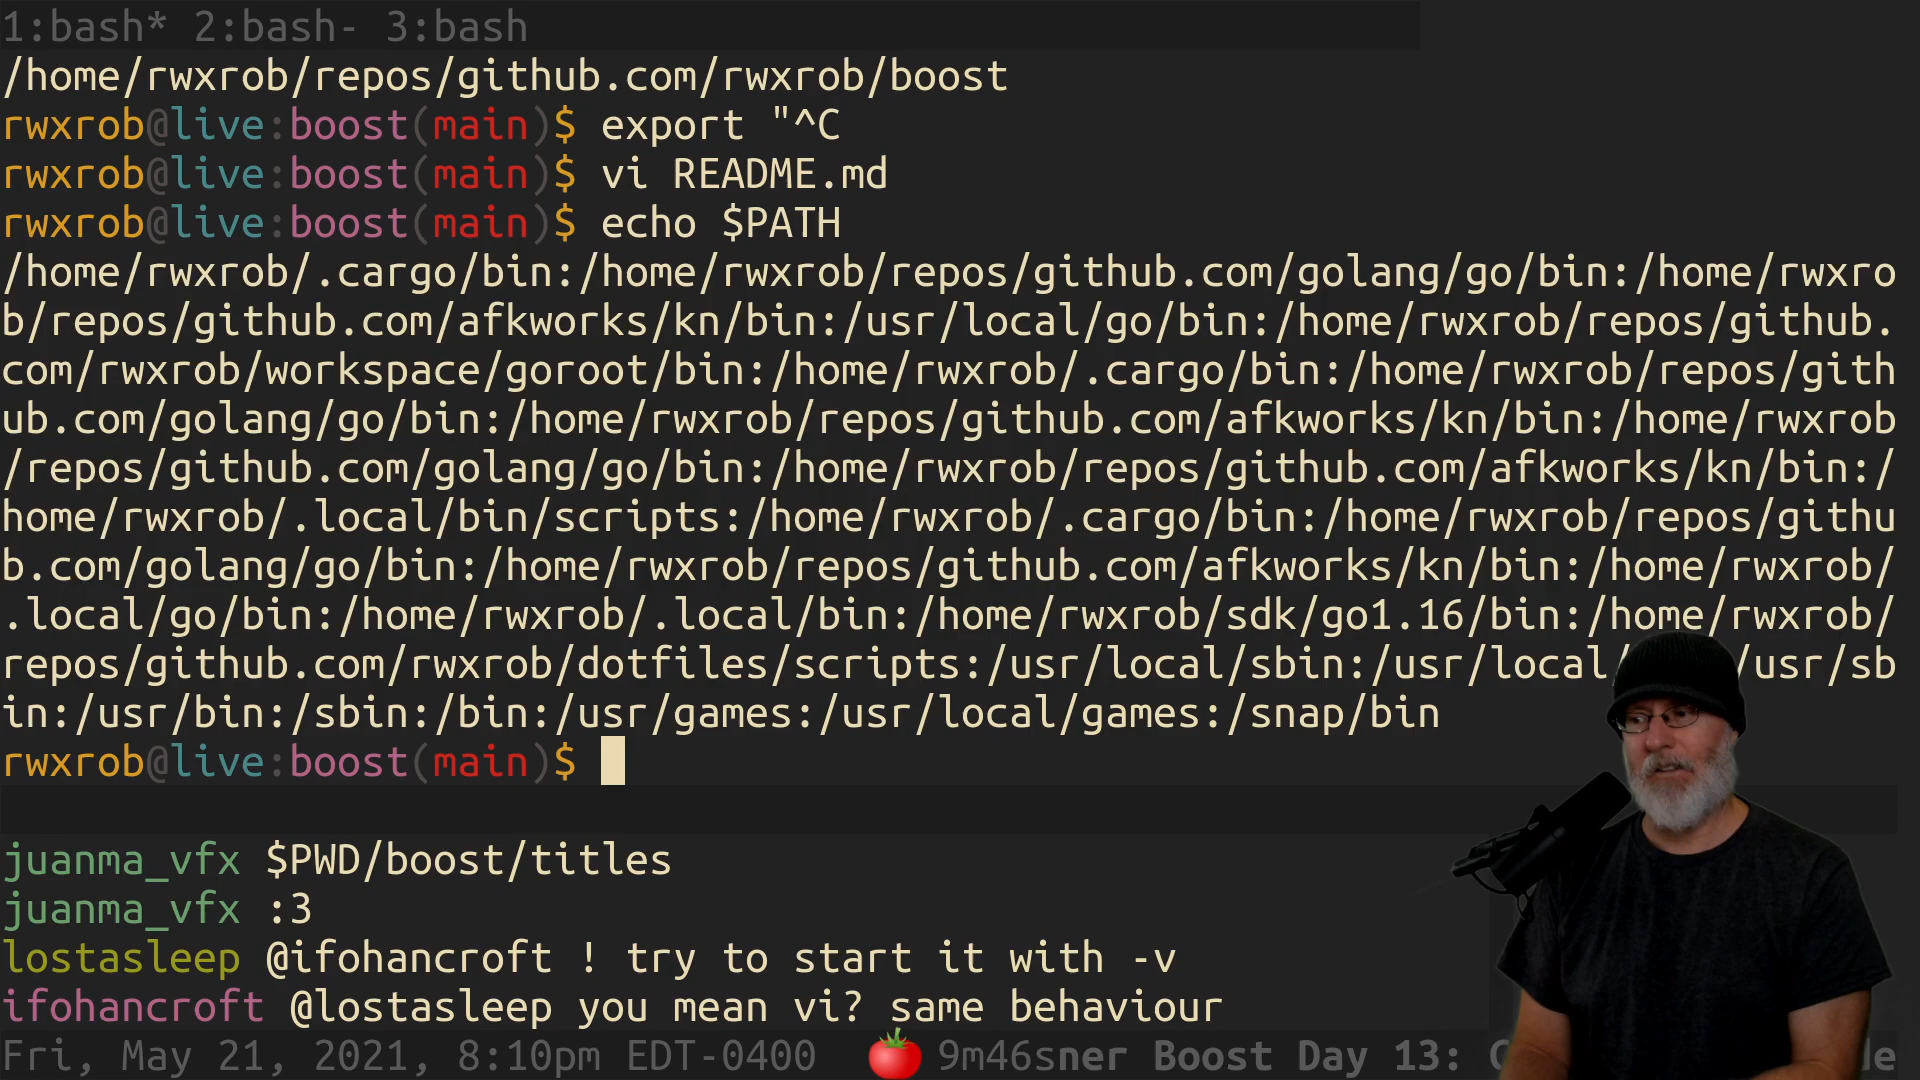 1:bash* 2:bash- 3:bash
/home/rwxrob/repos/github.com/rwxrob/boost
rwxrob@live:boost(main)$ export "^C
rwxrob@live:boost(main)$ vi README.md
rwxrob@live:boost(main)$ echo $PATH
/home/rwxrob/.cargo/bin:/home/rwxrob/repos/github.com/golang/go/bin:/home/rwxro
b/repos/github.com/afkworks/kn/bin:/usr/local/go/bin:/home/rwxrob/repos/github.
com/rwxrob/workspace/goroot/bin:/home/rwxrob/.cargo/bin:/home/rwxrob/repos/gith
ub.com/golang/go/bin:/home/rwxrob/repos/github.com/afkworks/kn/bin:/home/rwxrob
/repos/github.com/golang/go/bin:/home/rwxrob/repos/github.com/afkworks/kn/bin:/
home/rwxrob/.local/bin/scripts:/home/rwxrob/.cargo/bin:/home/rwxrob/repos/githu
b.com/golang/go/bin:/home/rwxrob/repos/github.com/afkworks/kn/bin:/home/rwxrob/
.local/go/bin:/home/rwxrob/.local/bin:/home/rwxrob/sdk/go1.16/bin:/home/rwxrob/
repos/github.com/rwxrob/dotfiles/scripts:/usr/local/sbin:/usr/local/ /usr/sb
in:/usr/bin:/sbin:/bin:/usr/games:/usr/local/games:/snap/bin
rwxrob@live:boost(main)$
juanma_vfx $PWD/boost/titles
juanma_vfx :3
lostasleep @ifohancroft ! try to start it with -v
ifohancroft @lostasleep you mean vi? same behaviour
Fri, May 21, 2021, 8:10pm EDT-0400 9m46sner Boost Day 13: